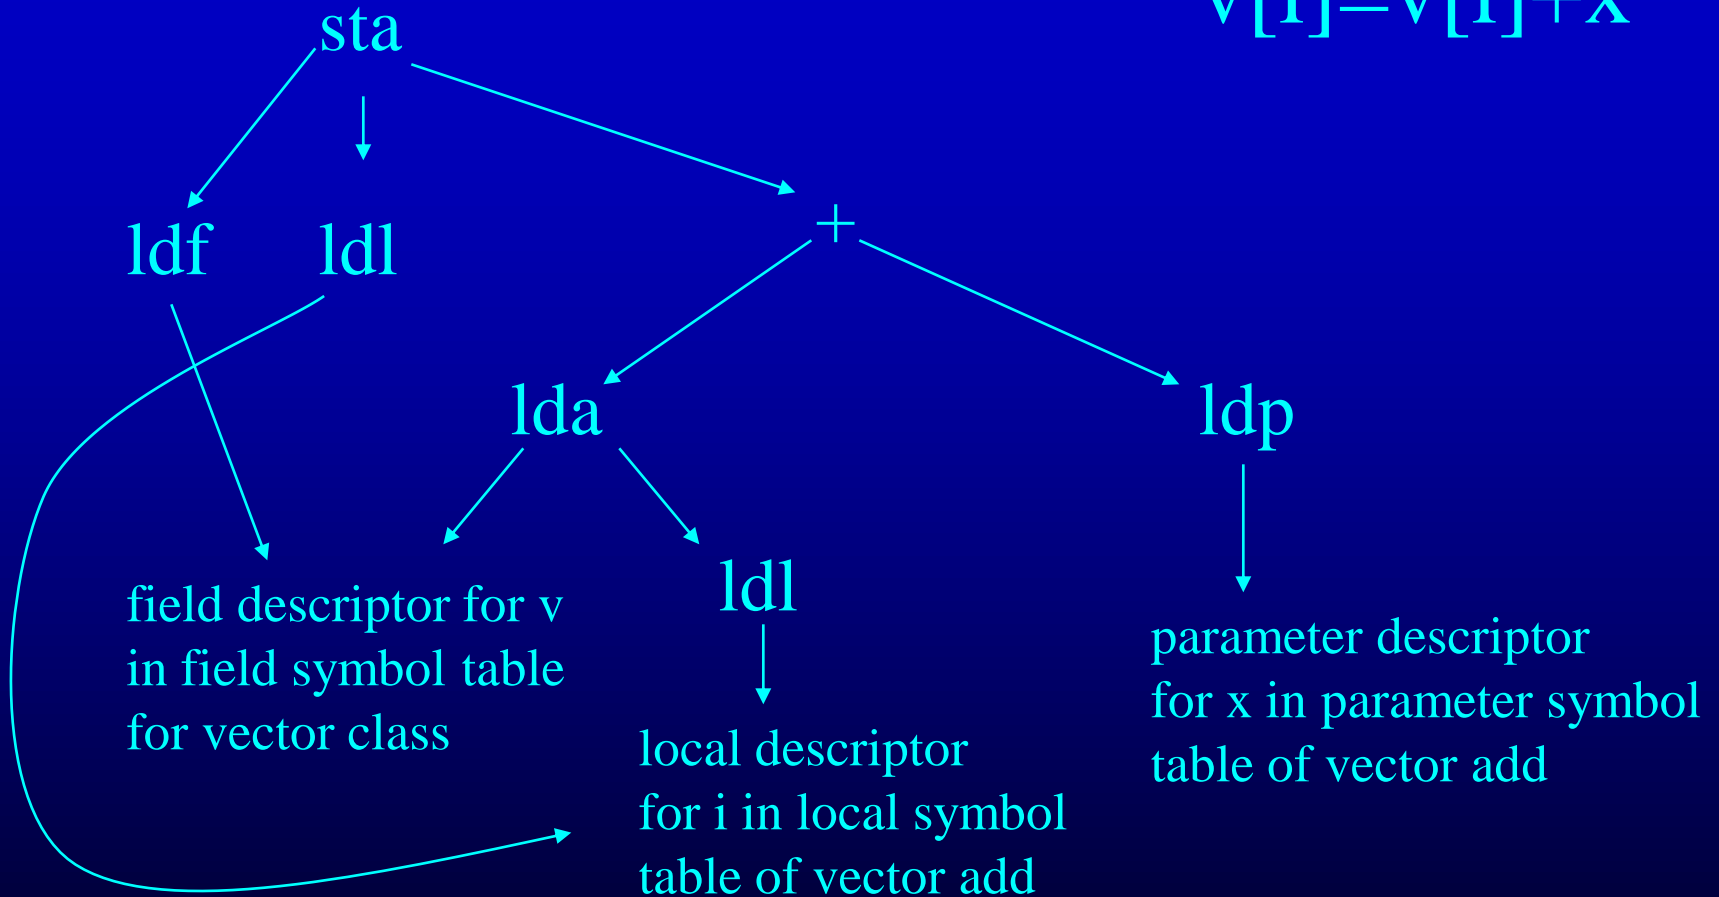 v[i]=v[i]+x
sta
ldf ldl +
lda ldp
ldl
field descriptor for v
in field symbol table
for vector class
local descriptor
for i in local symbol
table of vector add
parameter descriptor
for x in parameter symbol
table of vector add